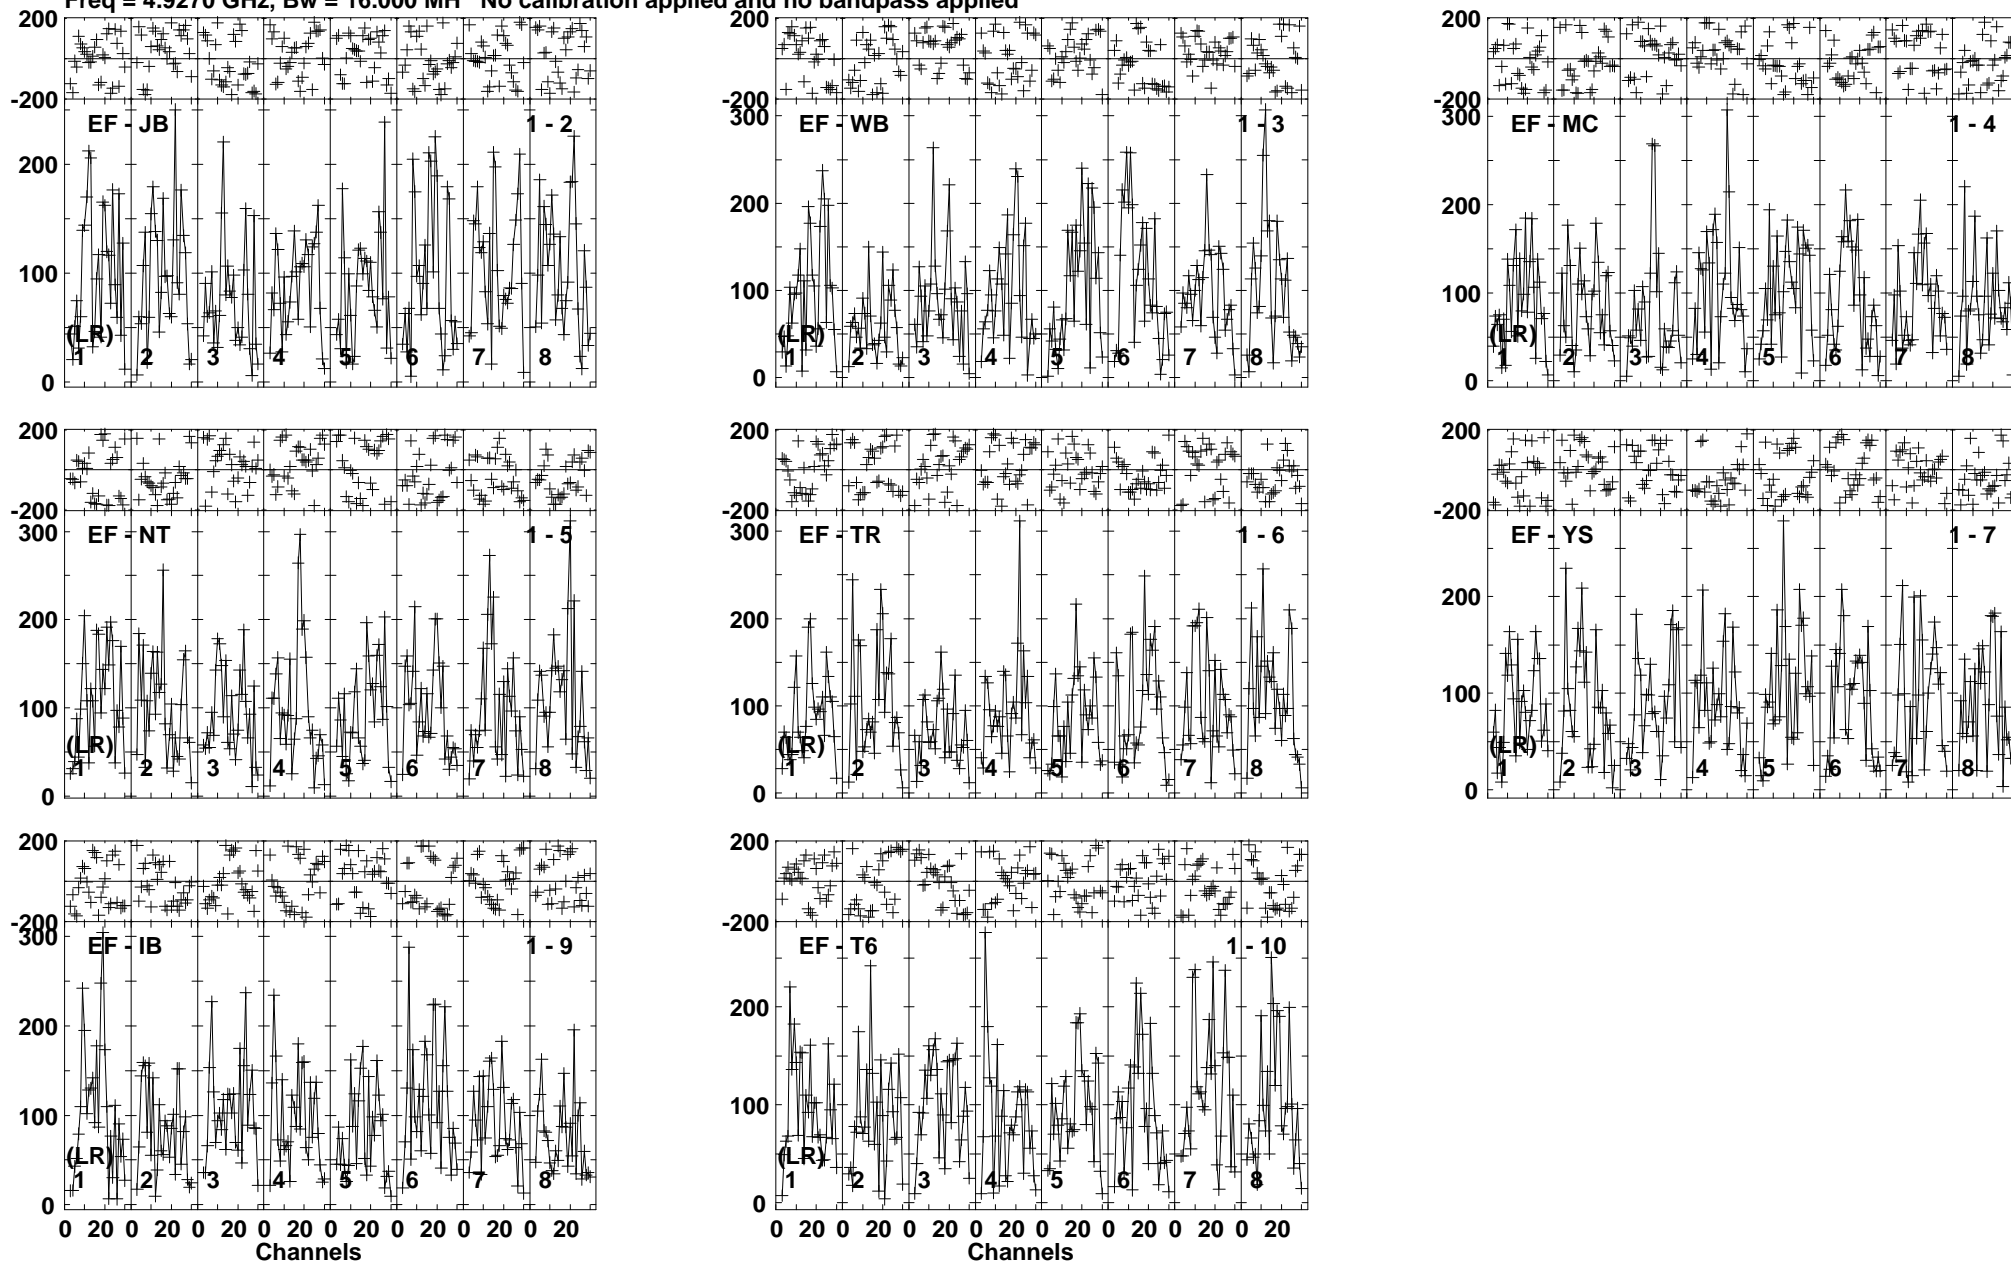 Freq = 4.9270 GHz, Bw = 16.000 MH No calibration applied and no bandpass applied
200 200 200
-200 -200 -200
EF - JB 1 - 2 EF - WB 1 - 3 EF - MC 1 - 4
300 300
200 200 200
100 100 100
(LR) (LR) (LR)
1 2 3 4 5 6 7 8 1 2 3 4 5 6 7 8 1 2 3 4 5 6 7 8
0 0 0
200 200 200
-200 -200 -200
EF - NT 1 - 5 EF - TR 1 - 6 EF - YS 1 - 7
300 300
200 200 200
100 100 100
(LR) (LR) (LR)
1 2 3 4 5 6 7 8 1 2 3 4 5 6 7 8 1 2 3 4 5 6 7 8
0 0 0
200 200
-200 -200
300
EF - IB 1 - 9 EF - T6 1 - 10
200 200
100 100
(LR) (LR)
1 2 3 4 5 6 7 8 1 2 3 4 5 6 7 8
0 0
0 20 0 20 0 20 0 20 0 20 0 20 0 20 0 20 0 20 0 20 0 20 0 20 0 20 0 20 0 20 0 20
Channels Channels